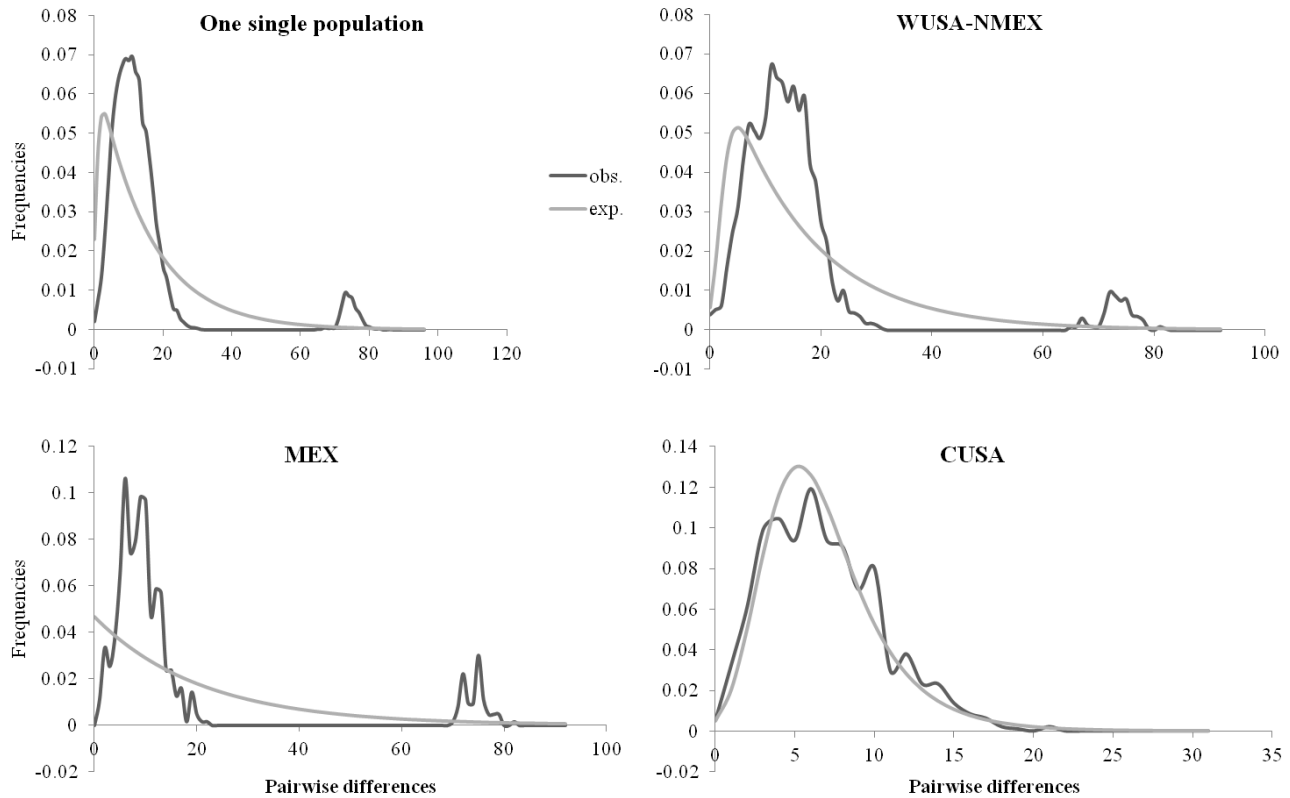 One single population
0.08
0.07
0.06
0.05
0.04
0.03
0.02
0.01
0
-0.01
Frequencies
0 20 40 60 80 100 120
obs.
exp.
WUSA-NMEX
0.08
0.07
0.06
0.05
0.04
0.03
0.02
0.01
0
-0.01
0 20 40 60 80 100
MEX
0.12
0.1
0.08
0.06
0.04
0.02
0
-0.02
Frequencies
0 20 40 60 80 100
Pairwise differences
CUSA
0.14
0.12
0.1
0.08
0.06
0.04
0.02
0
-0.02
0 5 10 15 20 25 30 35
Pairwise differences